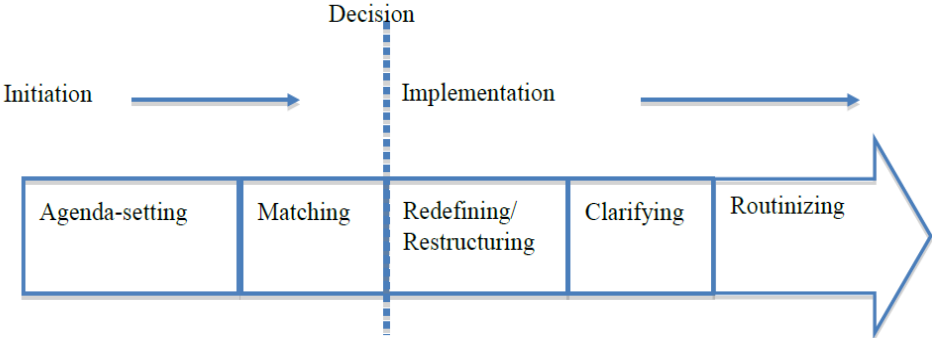 Decision
Initiation
Implementation
Agenda-setting
Matching
Redefining/
Restructuring
Clarifying
Routinizing